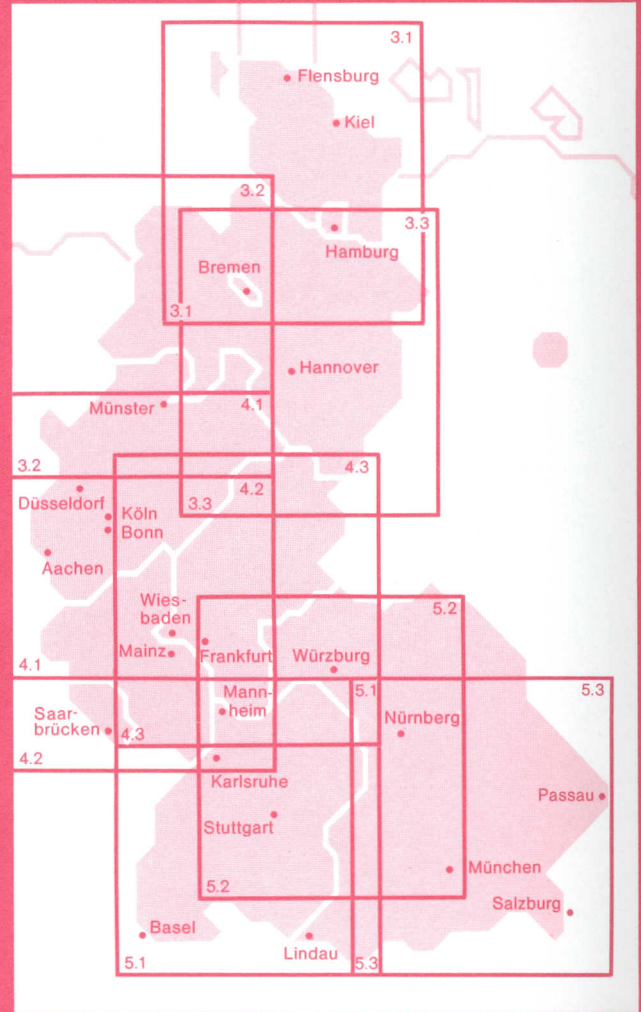 3.1
Flensburg
Kiel
3.2
3.3
Hamburg
Bremen
3.1
Hannover
Münster
4.1
3.2
4.3
4.2
Düsseldorf
3.3
Köln
Bonn
Aachen
Wies-
baden
5.2
Mainz
Frankfurt
Würzburg
4.1
5.1
5.3
Mann-
heim
Saar-
brücken
4.3
Nürnberg
4.2
Karlsruhe
Passau
Stuttgart
München
5.2
Salzburg
Basel
Lindau
5.1
5.3